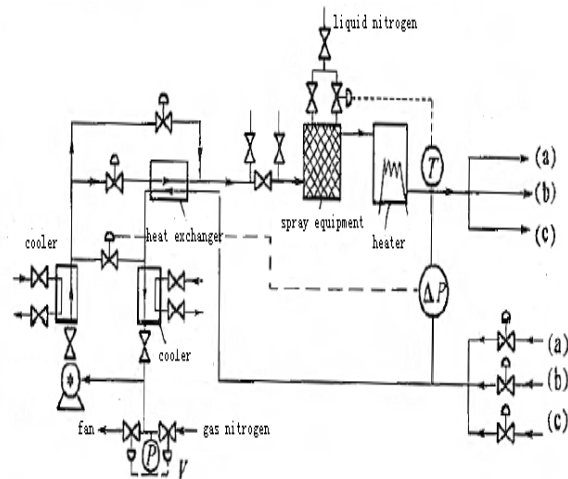 liquid nitrogen
T
(a)
(b)
(c)
spray equipment
heater
heat exchanger
cooler
ΔP
cooler
(a)
(b)
(c)
fan
gas nitrogen
P
V